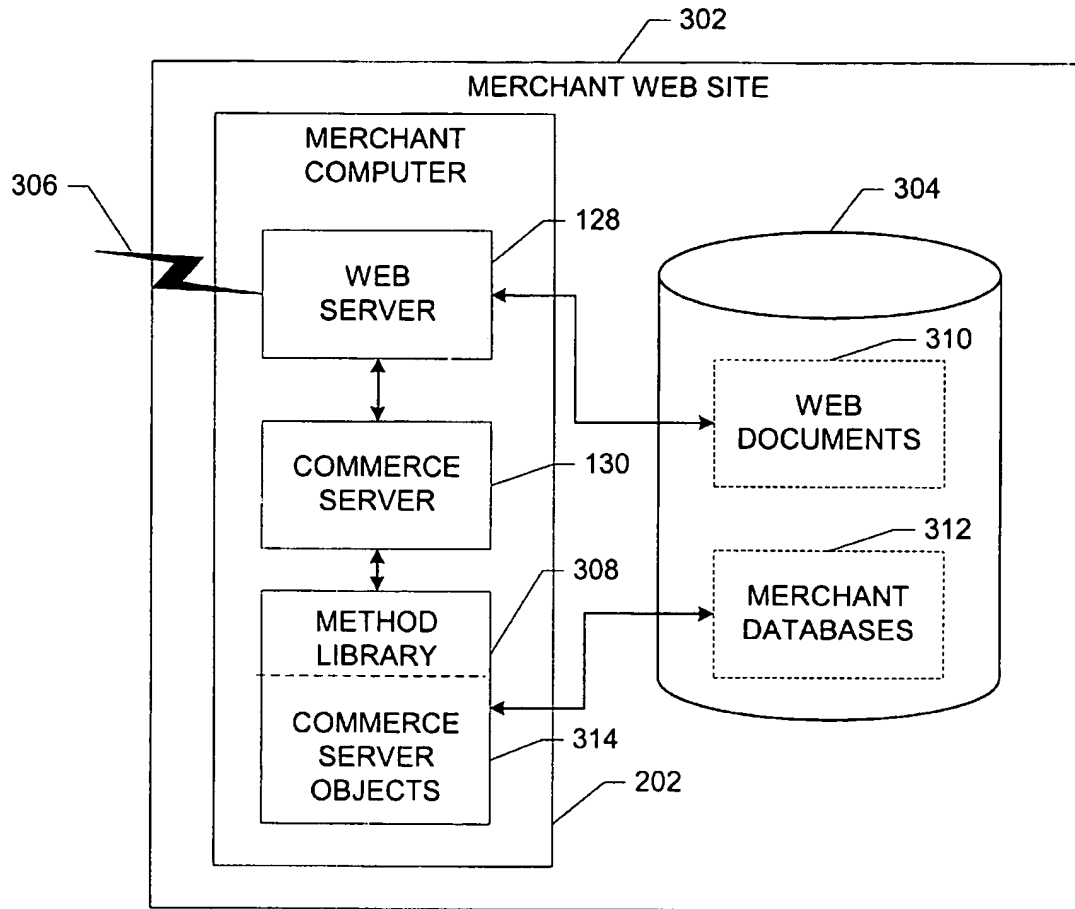 302
MERCHANT WEB SITE
MERCHANT
COMPUTER
306
304
128
WEB
SERVER
310
WEB
DOCUMENTS
COMMERCE
SERVER
130
312
308
METHOD
LIBRARY
MERCHANT
DATABASES
COMMERCE
SERVER
OBJECTS
314
202